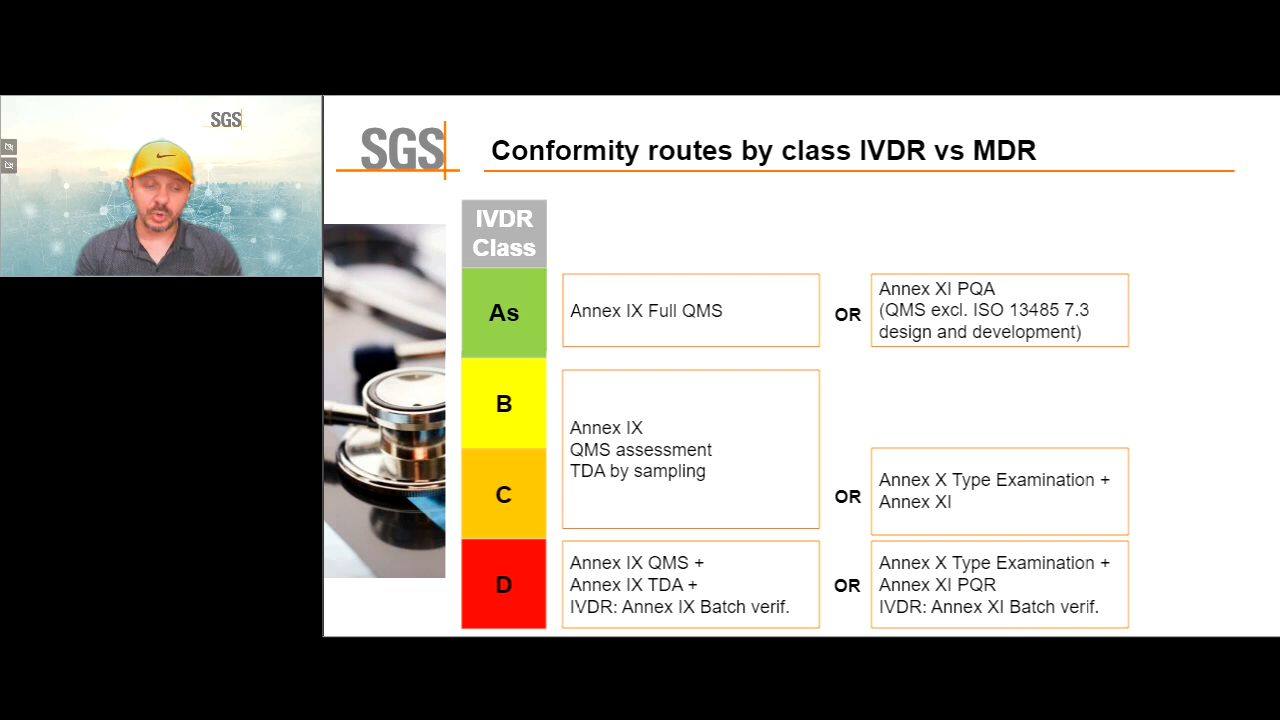 SGS
SGS
Conformity routes by class IVDR vs MDR
IVDR
Class
As
Annex IX Full QMS
OR
Annex XI PQA
(QMS excl. ISO 13485 7.3
design and development)
B
Annex IX
QMS assessment
TDA by sampling
C
OR
Annex X Type Examination +
Annex XI
D
Annex IX QMS +
Annex IX TDA +
IVDR: Annex IX Batch verif.
OR
Annex X Type Examination +
Annex XI PQR
IVDR: Annex XI Batch verif.